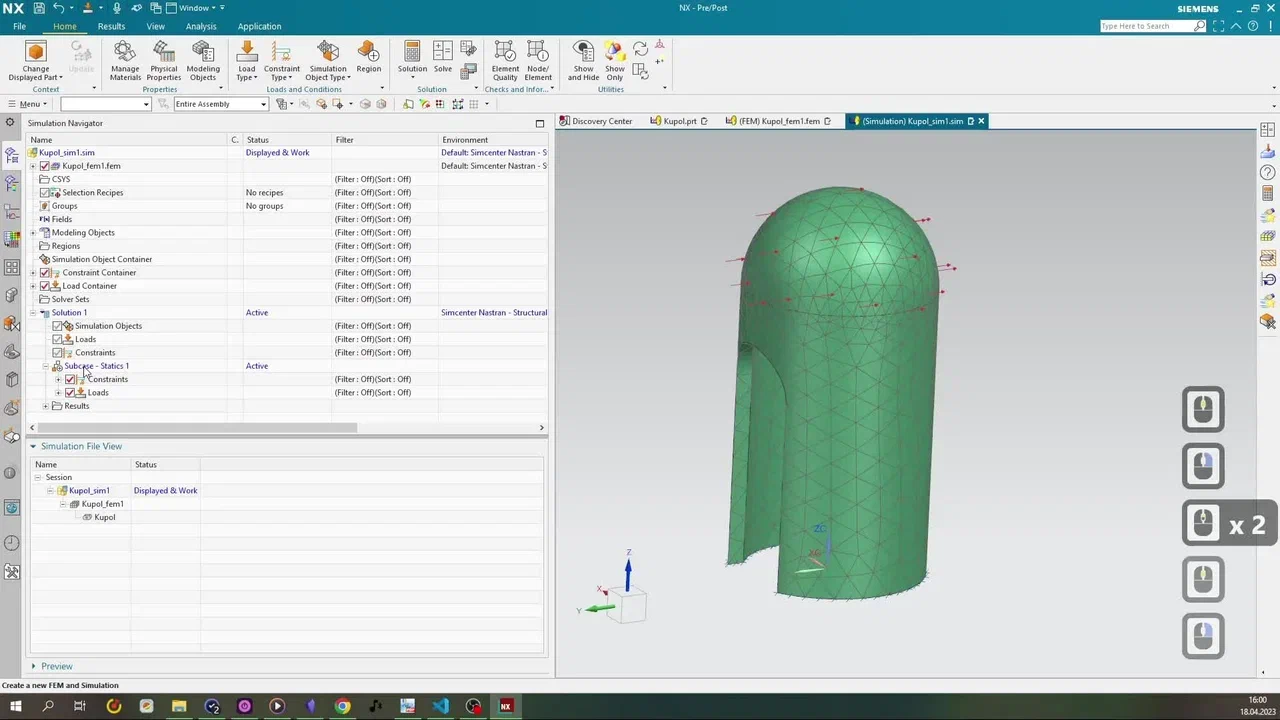 NX
Window
NX - Pre/Post
SIEMENS
File
Home
Results
View
Analysis
Application
Type Here to Search
Change
Displayed Part
Update
Manage
Materials
Physical
Properties
Modeling
Objects
Load
Type
Constraint
Type
Simulation
Object Type
Region
Solution
Solve
Element
Quality
Node/
Element
Show
and Hide
Show
Only
Context
Properties
Loads and Conditions
Solution
Checks and Infor...
Utilities
Menu
Entire Assembly
Simulation Navigator
Discovery Center
Kupol.prt
(FEM) Kupol_fem1.fem
(Simulation) Kupol_sim1.sim
Name C. Status Filter Environment
Kupol_sim1.sim Displayed & Work Default: Simcenter Nastran - S
Kupol_fem1.fem Default: Simcenter Nastran - S
CSYS (Filter : Off)(Sort : Off)
Selection Recipes No recipes (Filter : Off)(Sort : Off)
Groups No groups (Filter : Off)(Sort : Off)
Fields (Filter : Off)(Sort : Off)
Modeling Objects (Filter : Off)(Sort : Off)
Regions (Filter : Off)(Sort : Off)
Simulation Object Container (Filter : Off)(Sort : Off)
Constraint Container (Filter : Off)(Sort : Off)
Load Container (Filter : Off)(Sort : Off)
Solver Sets (Filter : Off)(Sort : Off)
Solution 1 Active Simcenter Nastran - Structural
Simulation Objects (Filter : Off)(Sort : Off)
Loads (Filter : Off)(Sort : Off)
Constraints (Filter : Off)(Sort : Off)
Subcase - Statics 1 Active
Constraints (Filter : Off)(Sort : Off)
Loads (Filter : Off)(Sort : Off)
Results (Filter : Off)(Sort : Off)
Simulation File View
Name Status
Session
Kupol_sim1 Displayed & Work
Kupol_fem1
Kupol
Preview
ZC
XC
Z
X
Y
x 2
Create a new FEM and Simulation
NX
16:00
18.04.2023